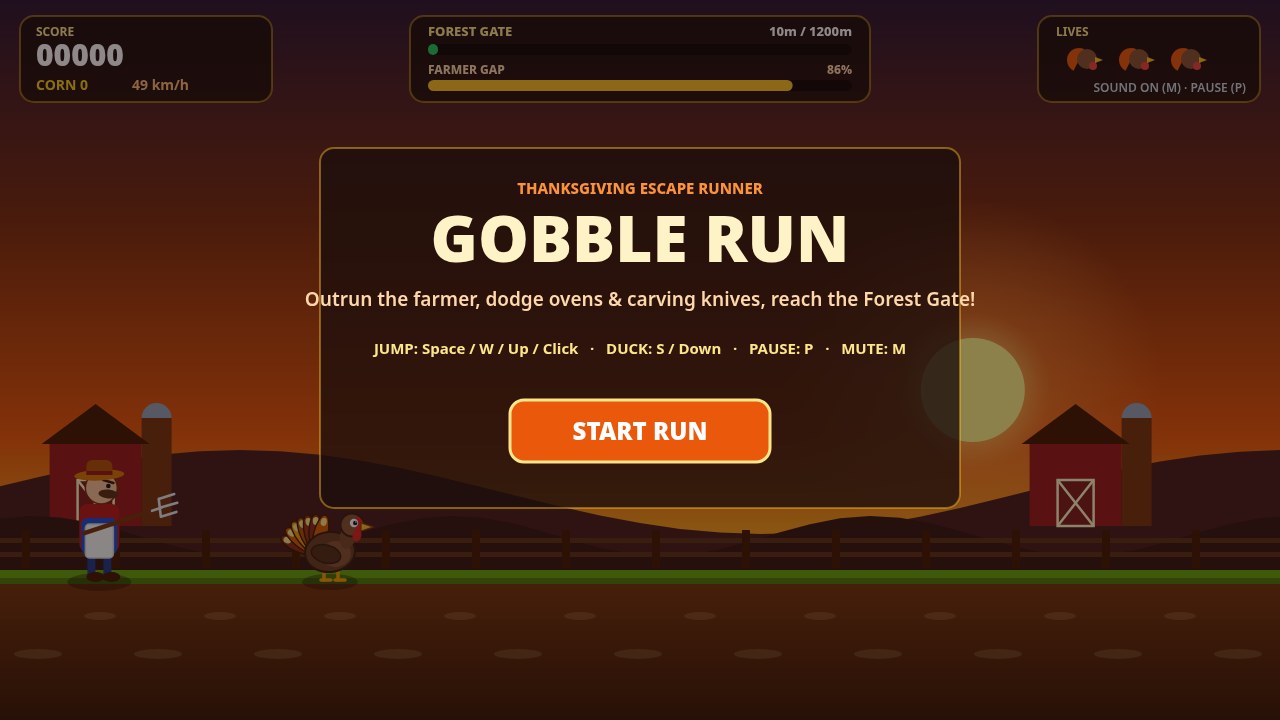 SCORE
00000
CORN 0 49 km/h
FOREST GATE 10m / 1200m
FARMER GAP 86%
LIVES
SOUND ON (M) · PAUSE (P)
THANKSGIVING ESCAPE RUNNER
GOBBLE RUN
Outrun the farmer, dodge ovens & carving knives, reach the Forest Gate!
JUMP: Space / W / Up / Click · DUCK: S / Down · PAUSE: P · MUTE: M
START RUN